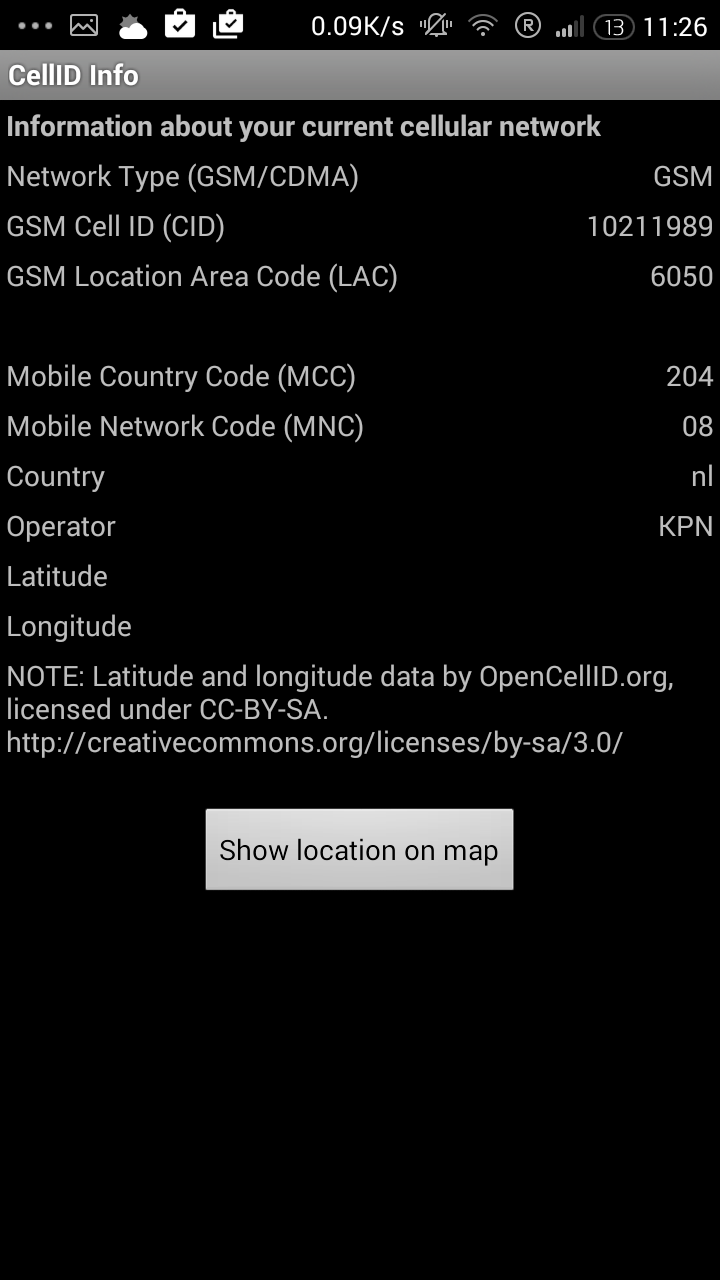 0.09K/s R 13 11:26
CellID Info
Information about your current cellular network
Network Type (GSM/CDMA) GSM
GSM Cell ID (CID) 10211989
GSM Location Area Code (LAC) 6050
Mobile Country Code (MCC) 204
Mobile Network Code (MNC) 08
Country nl
Operator KPN
Latitude
Longitude
NOTE: Latitude and longitude data by OpenCellID.org,
licensed under CC-BY-SA.
http://creativecommons.org/licenses/by-sa/3.0/
Show location on map